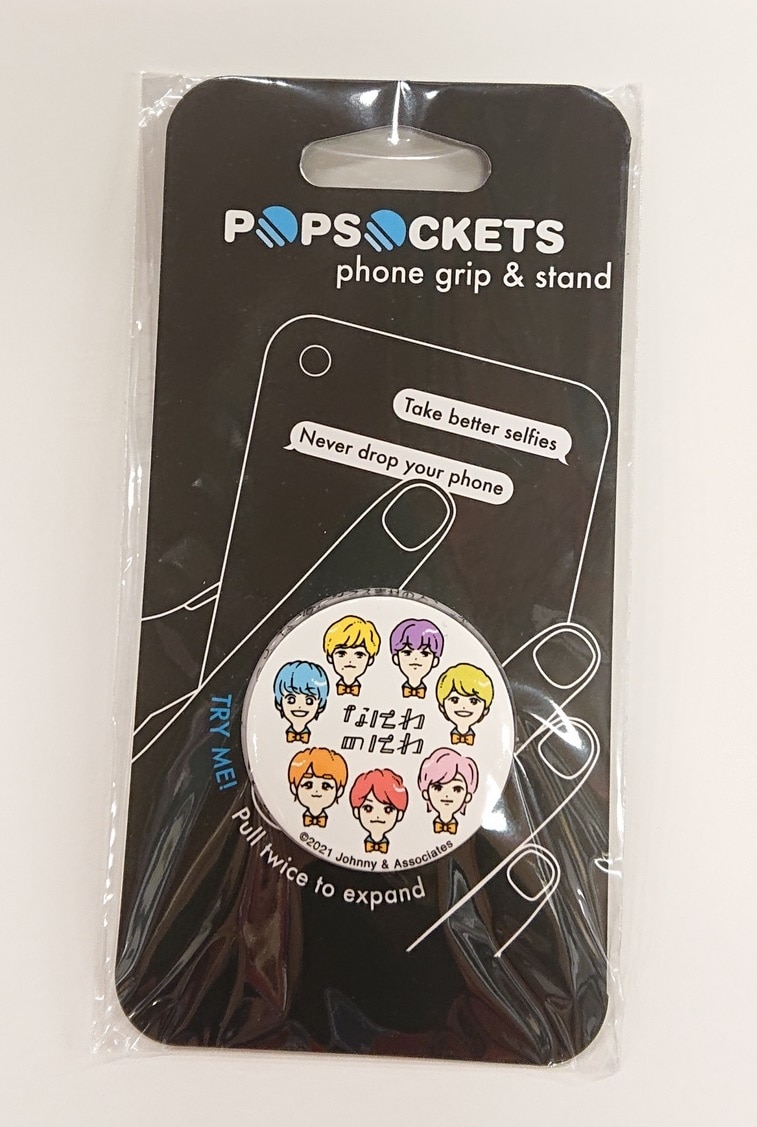 POPSOCKETS
phone grip & stand
Take better selfies
Never drop your phone
なにわ
のにわ
©2021 Johnny & Associates
TRY ME!
Pull twice to expand